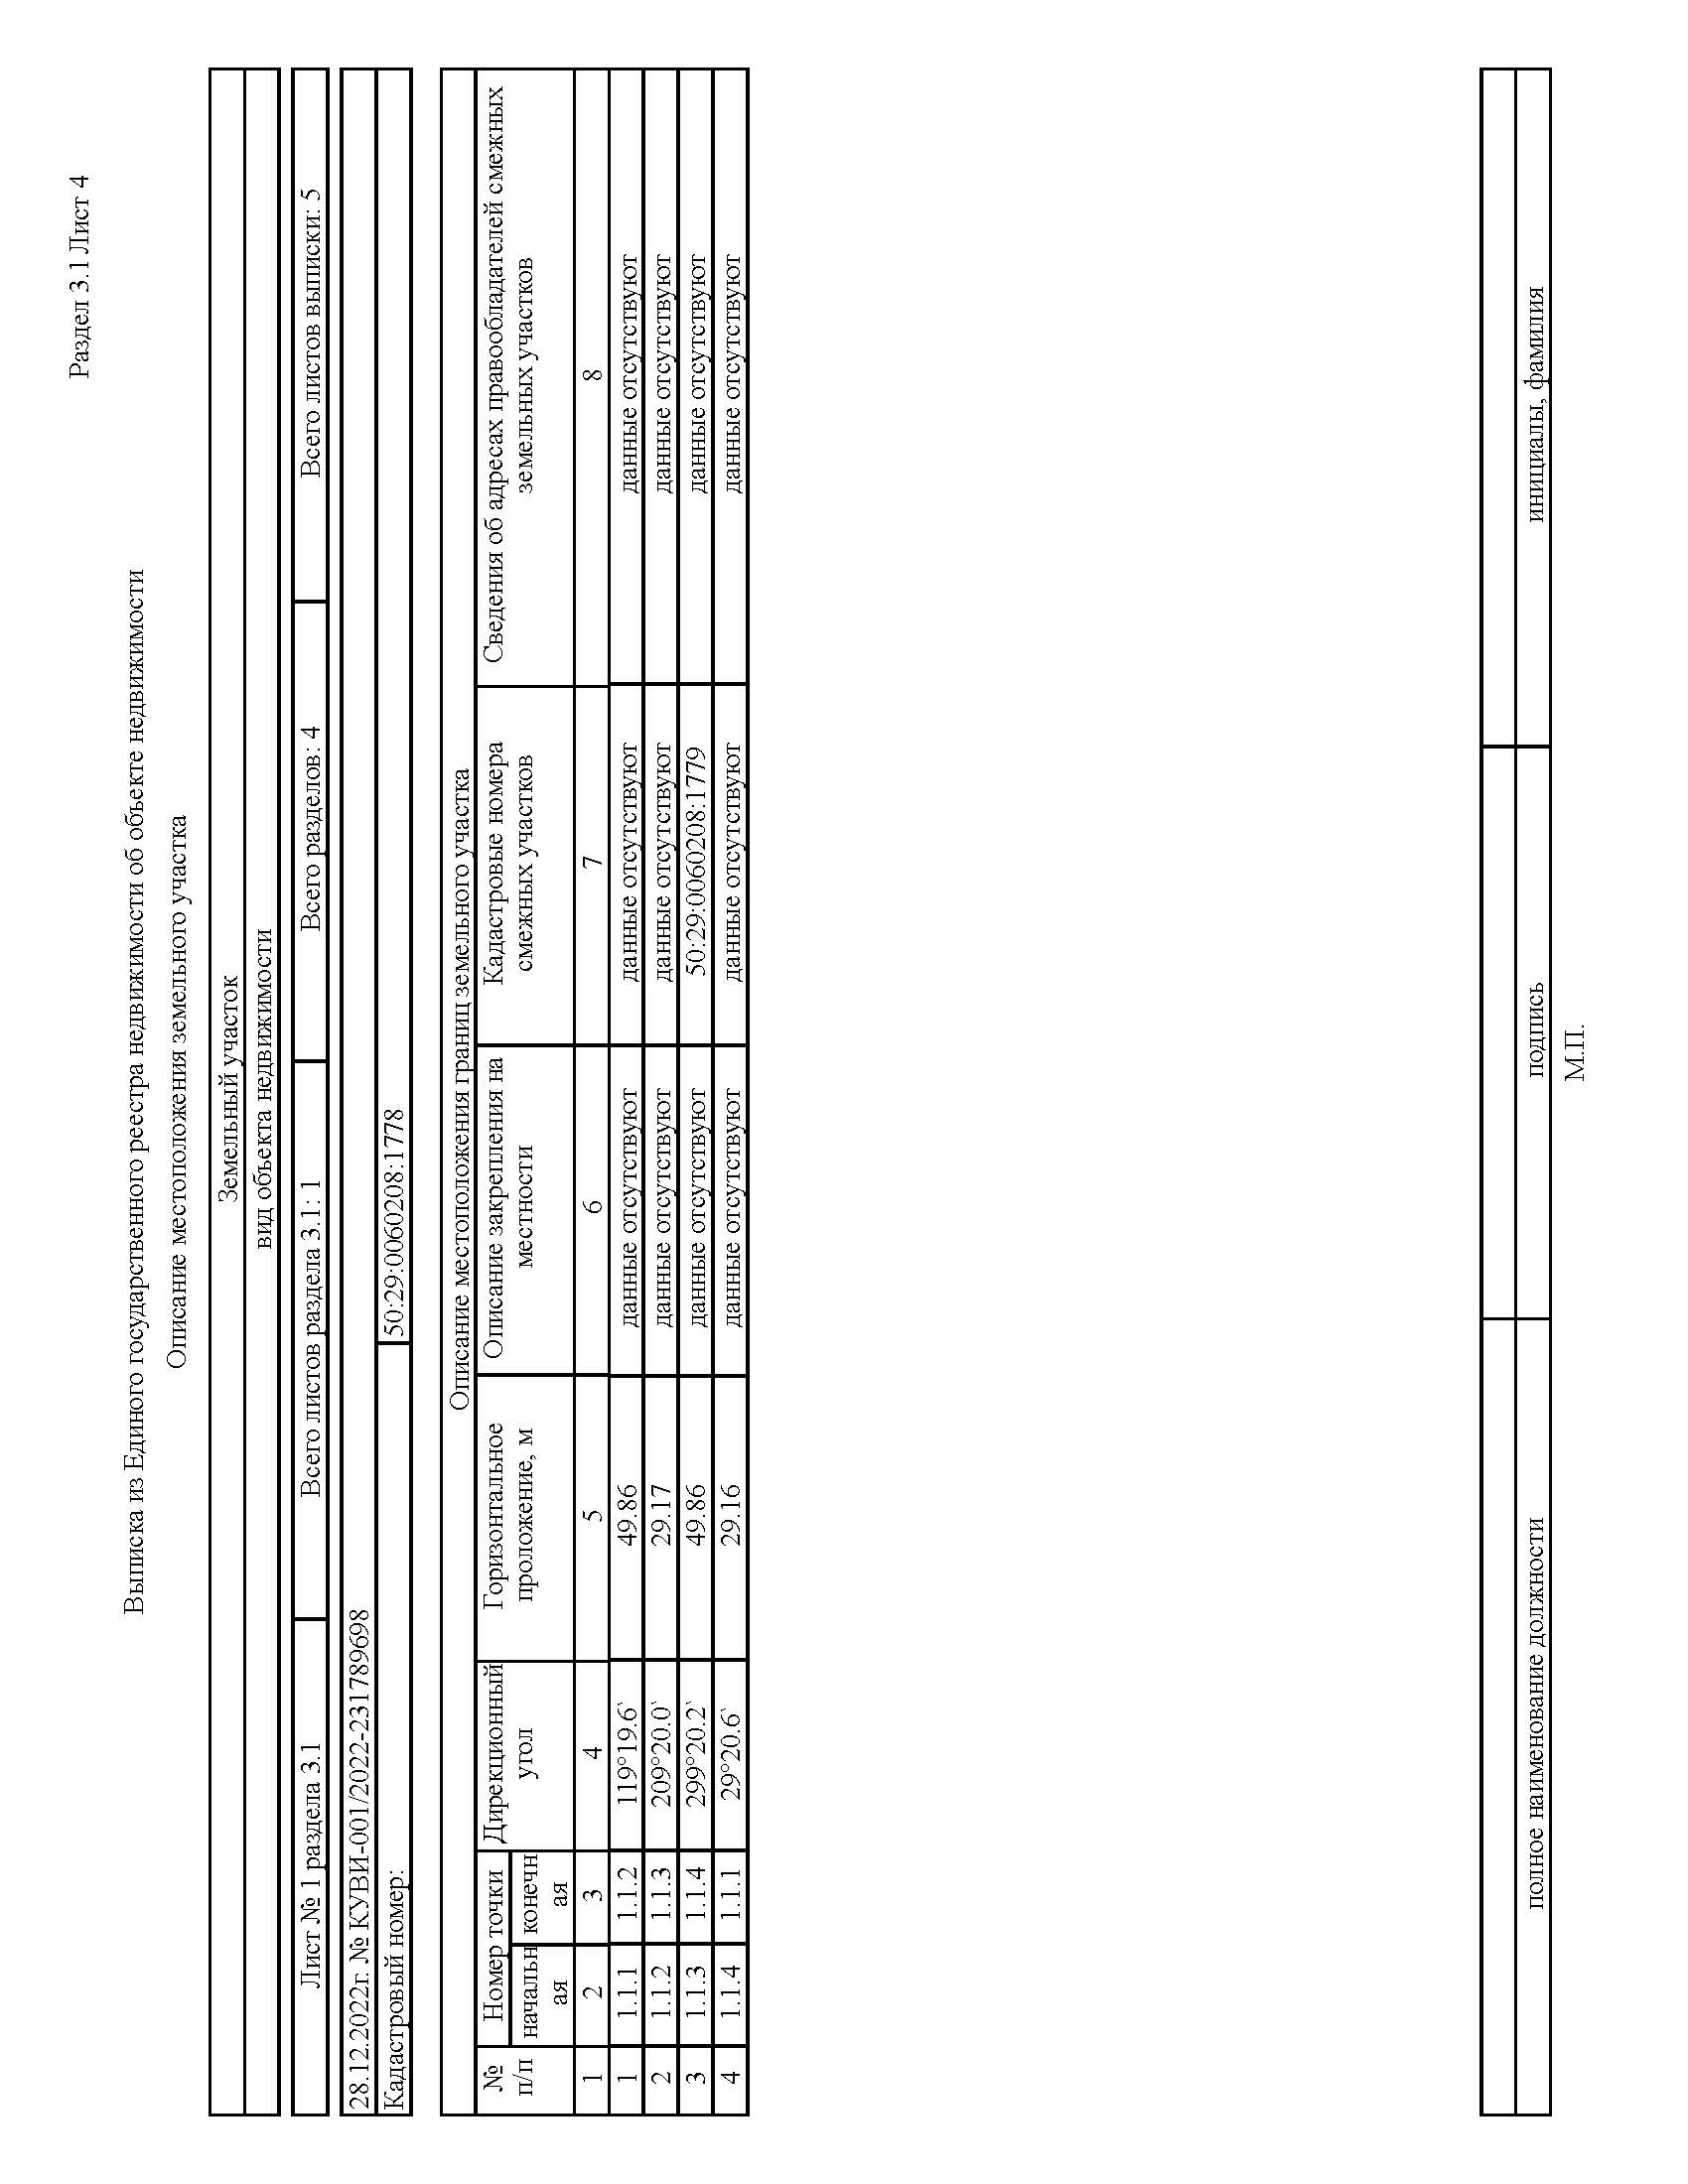 Раздел 3.1 Лист 4
Выписка из Единого государственного реестра недвижимости об объекте недвижимости
Описание местоположения земельного участка
Земельный участок
вид объекта недвижимости
Лист № 1 раздела 3.1 Всего листов раздела 3.1: 1 Всего разделов: 4 Всего листов выписки: 5
28.12.2022г. № КУВИ-001/2022-231789698
Кадастровый номер: 50:29:0060208:1778
Описание местоположения границ земельного участка
№ п/п Номер точки Дирекционный угол Горизонтальное проложение, м Описание закрепления на местности Кадастровые номера смежных участков Сведения об адресах правообладателей смежных земельных участков
начальн ая конечн ая
1 2 3 4 5 6 7 8
1 1.1.1 1.1.2 119°19.6` 49.86 данные отсутствуют данные отсутствуют данные отсутствуют
2 1.1.2 1.1.3 209°20.0` 29.17 данные отсутствуют данные отсутствуют данные отсутствуют
3 1.1.3 1.1.4 299°20.2` 49.86 данные отсутствуют 50:29:0060208:1779 данные отсутствуют
4 1.1.4 1.1.1 29°20.6` 29.16 данные отсутствуют данные отсутствуют данные отсутствуют
полное наименование должности подпись инициалы, фамилия
М.П.